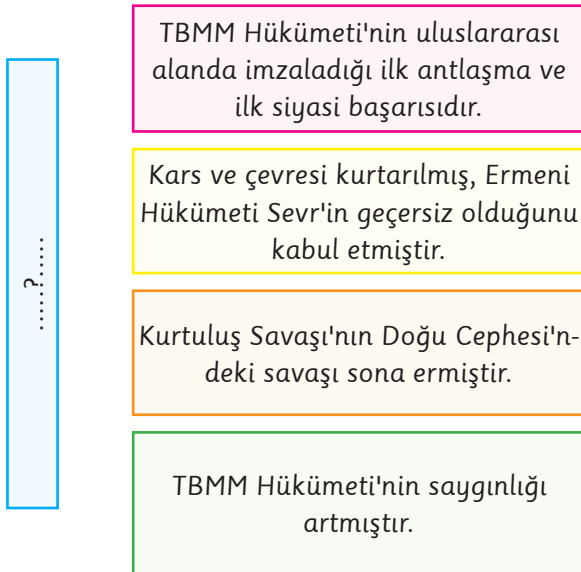 .....?.....
TBMM Hükümeti'nin uluslararası
alanda imzaladığı ilk antlaşma ve
ilk siyasi başarısıdır.
Kars ve çevresi kurtarılmış, Ermeni
Hükümeti Sevr'in geçersiz olduğunu
kabul etmiştir.
Kurtuluş Savaşı'nın Doğu Cephesi'n-
deki savaşı sona ermiştir.
TBMM Hükümeti'nin saygınlığı
artmıştır.